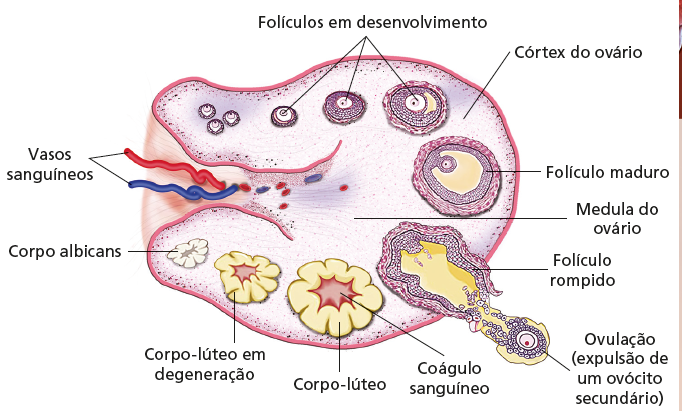 Folículos em desenvolvimento
Córtex do ovário
Vasos
sanguíneos
Folículo maduro
Medula do
ovário
Corpo albicans
Folículo
rompido
Ovulação
(expulsão de
um ovócito
secundário)
Corpo-lúteo em
degeneração
Corpo-lúteo
Coágulo
sanguíneo